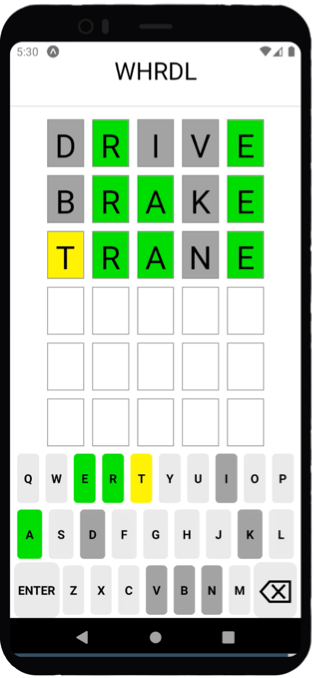 5:30
WHRDL
D R I V E
B R A K E
T R A N E
Q W E R T Y U I O P
A S D F G H J K L
ENTER Z X C V B N M